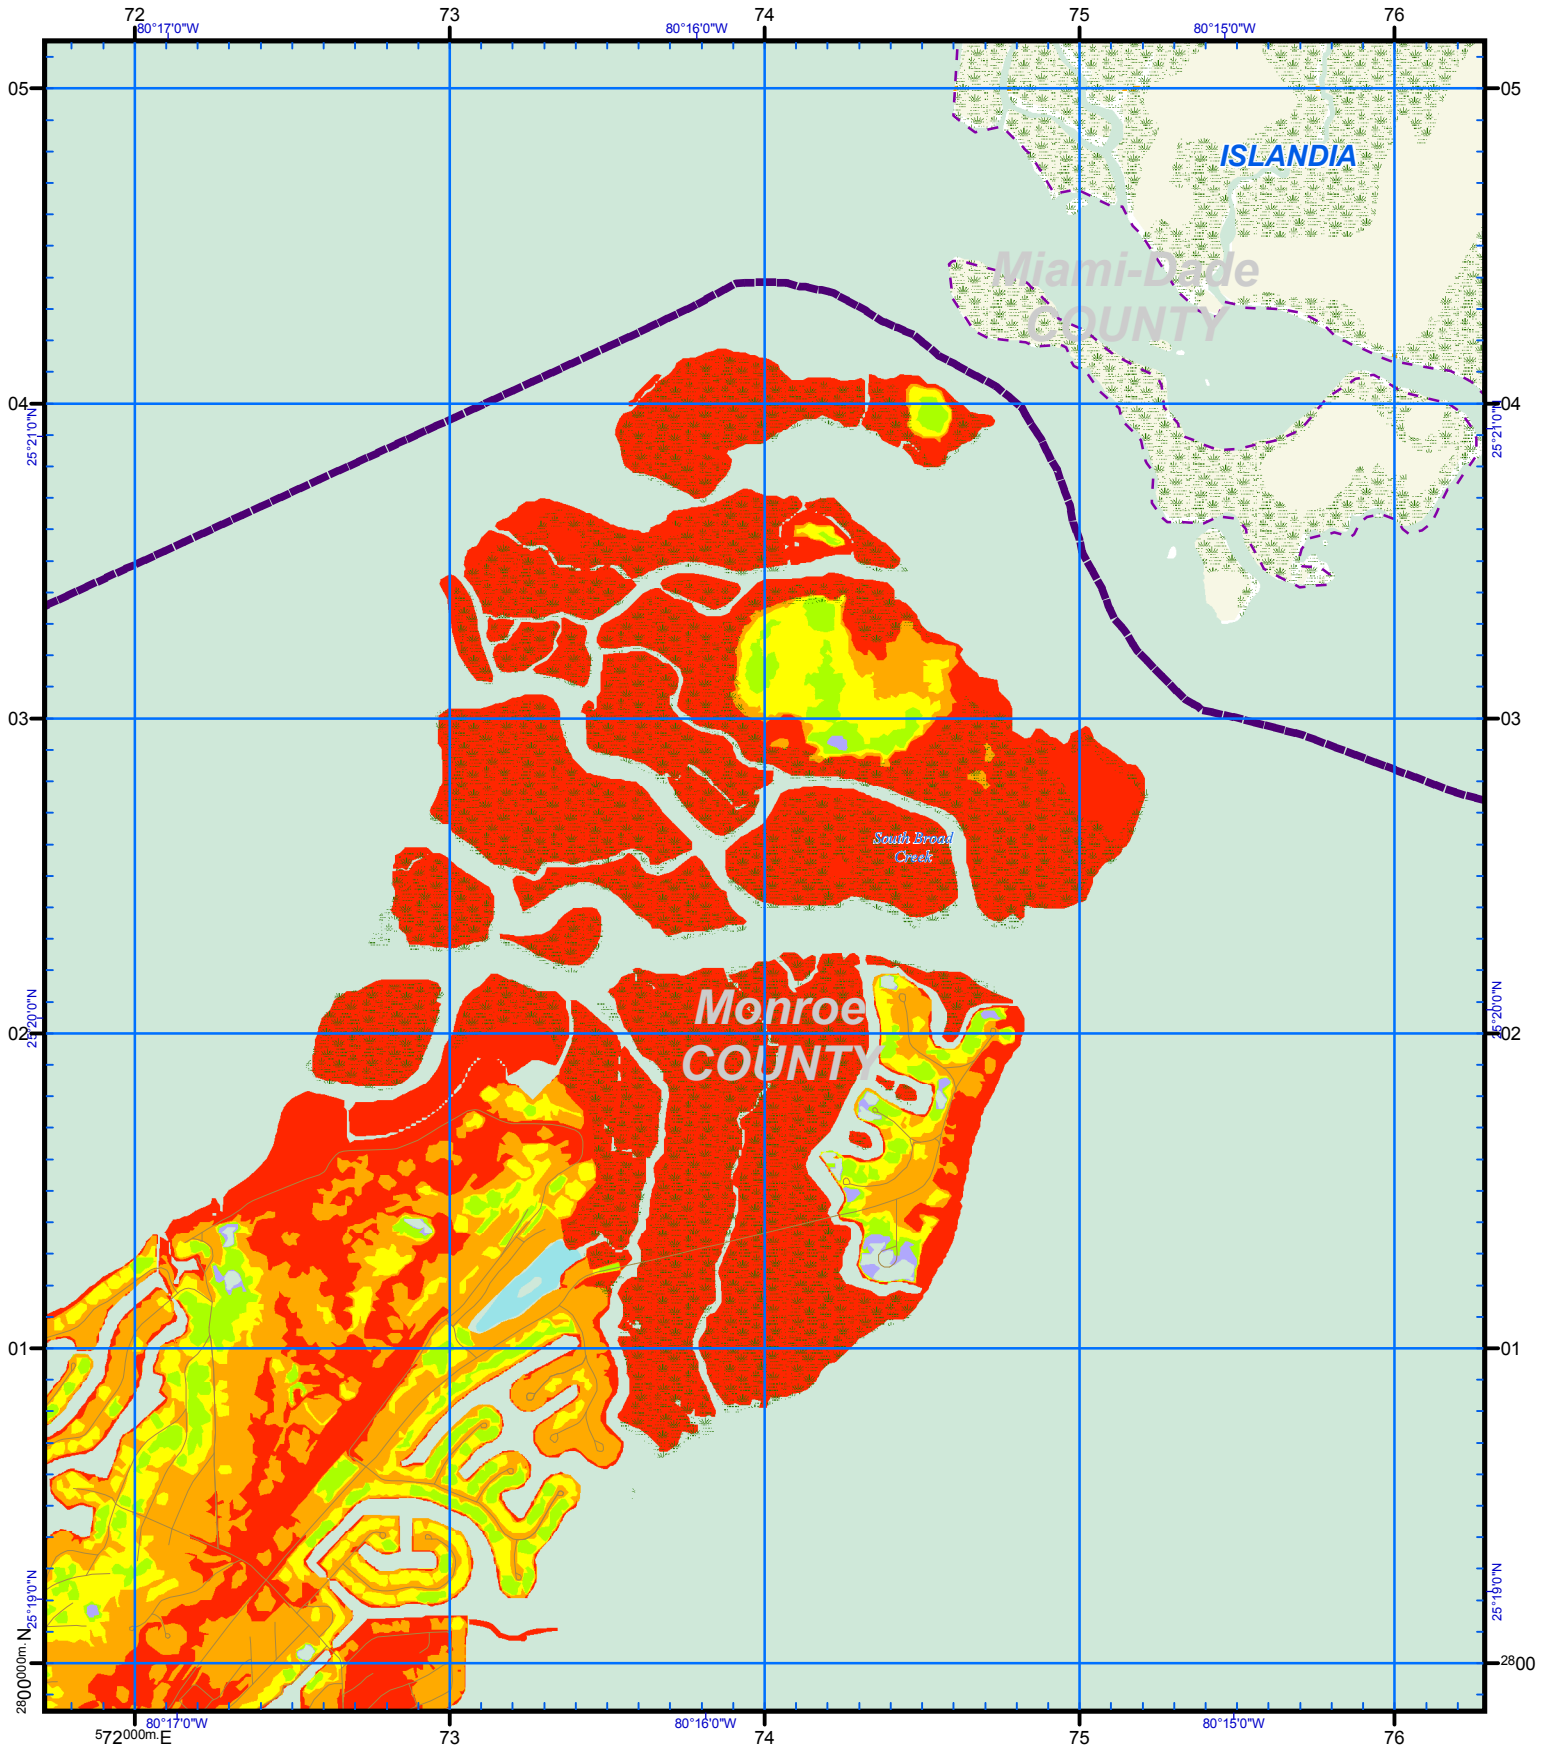 72 73 74 75 76
80°17'0"W 80°16'0"W 80°15'0"W
05 05
ISLANDIA
Miami-Dade
COUNTY
04 04
25°21'0"N 25°21'0"N
03 03
South Broad
Creek
Monroe
COUNTY
25°20'0"N 25°20'0"N
02 02
01 01
25°19'0"N 25°19'0"N
2800000m. N 2800
80°17'0"W 80°16'0"W 80°15'0"W
572000m. E 73 74 75 76